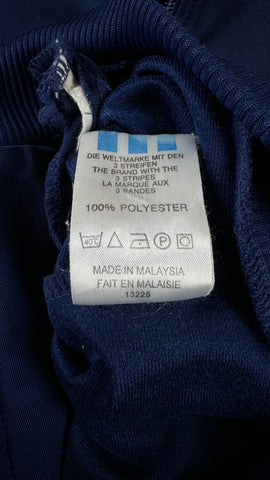 DIE WELTMARKE MIT DEN
3 STREIFEN
THE BRAND WITH THE
3 STRIPES
LA MARQUE AUX
3 BANDES
100% POLYESTER
40°C P
MADE IN MALAYSIA
FAIT EN MALAISIE
13225